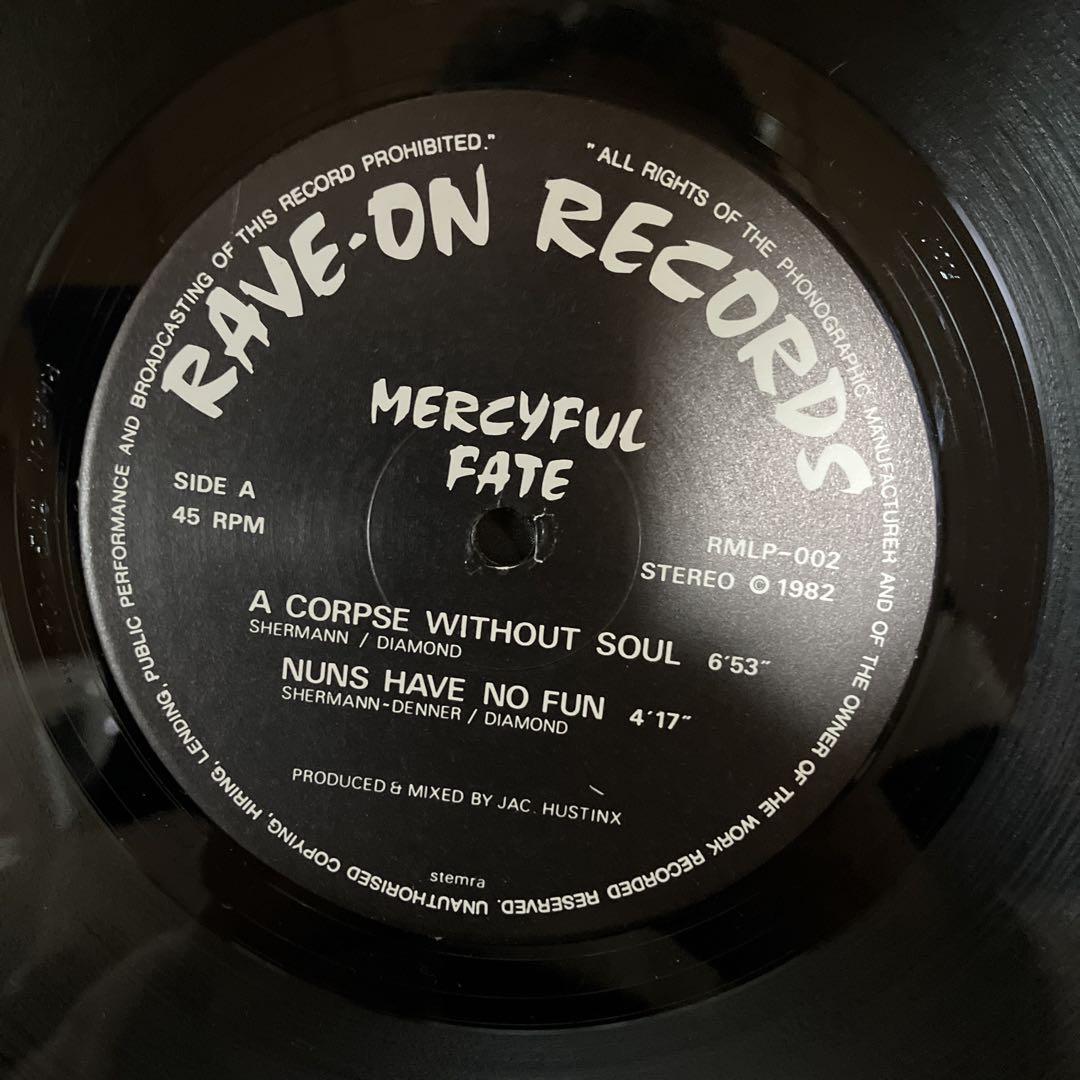 "ALL RIGHTS OF THE PHONOGRAPHIC MANUFACTURER AND OF THE OWNER OF THE WORK RECORDED RESERVED. UNAUTHORISED COPYING, HIRING, LENDING, PUBLIC PERFORMANCE AND BROADCASTING OF THIS RECORD PROHIBITED."
RAVE-ON RECORDS
MERCYFUL
FATE
SIDE A
45 RPM
RMLP-002
STEREO © 1982
A CORPSE WITHOUT SOUL 6'53"
SHERMANN / DIAMOND
NUNS HAVE NO FUN 4'17"
SHERMANN-DENNER / DIAMOND
PRODUCED & MIXED BY JAC. HUSTINX
stemra